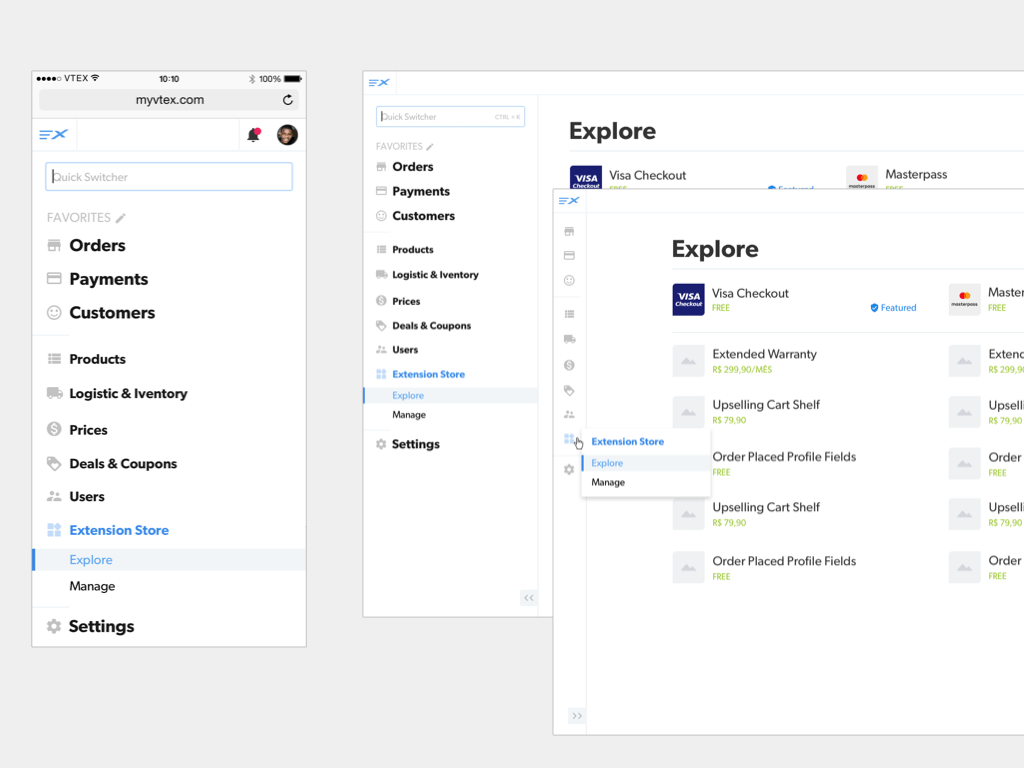 VTEX
10:10
100%
myvtex.com
Quick Switcher
FAVORITES
Orders
Payments
Customers
Products
Logistic & Iventory
Prices
Deals & Coupons
Users
Extension Store
Explore
Manage
Settings
Quick Switcher
CTRL + K
FAVORITES
Orders
Payments
Customers
Products
Logistic & Iventory
Prices
Deals & Coupons
Users
Extension Store
Explore
Manage
Settings
Explore
VISA
Checkout
Visa Checkout
FREE
Featured
masterpass
Masterpass
FREE
Explore
VISA
Checkout
Visa Checkout
FREE
Featured
masterpass
Master
FREE
Extended Warranty
R$ 299,90/MÊS
Extend
R$ 299,90
Upselling Cart Shelf
R$ 79,90
Upselli
R$ 79,90
Extension Store
Explore
Manage
Order Placed Profile Fields
FREE
Order
FREE
Upselling Cart Shelf
R$ 79,90
Upselli
R$ 79,90
Order Placed Profile Fields
FREE
Order
FREE